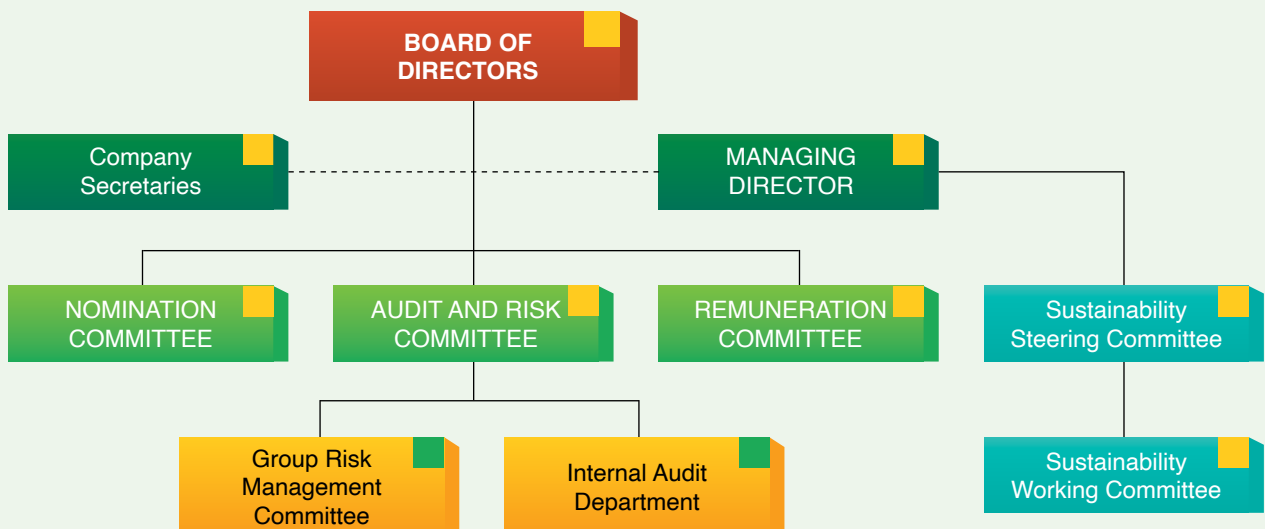 BOARD OF
DIRECTORS
Company
Secretaries
MANAGING
DIRECTOR
NOMINATION
COMMITTEE
AUDIT AND RISK
COMMITTEE
REMUNERATION
COMMITTEE
Sustainability
Steering Committee
Group Risk
Management
Committee
Internal Audit
Department
Sustainability
Working Committee